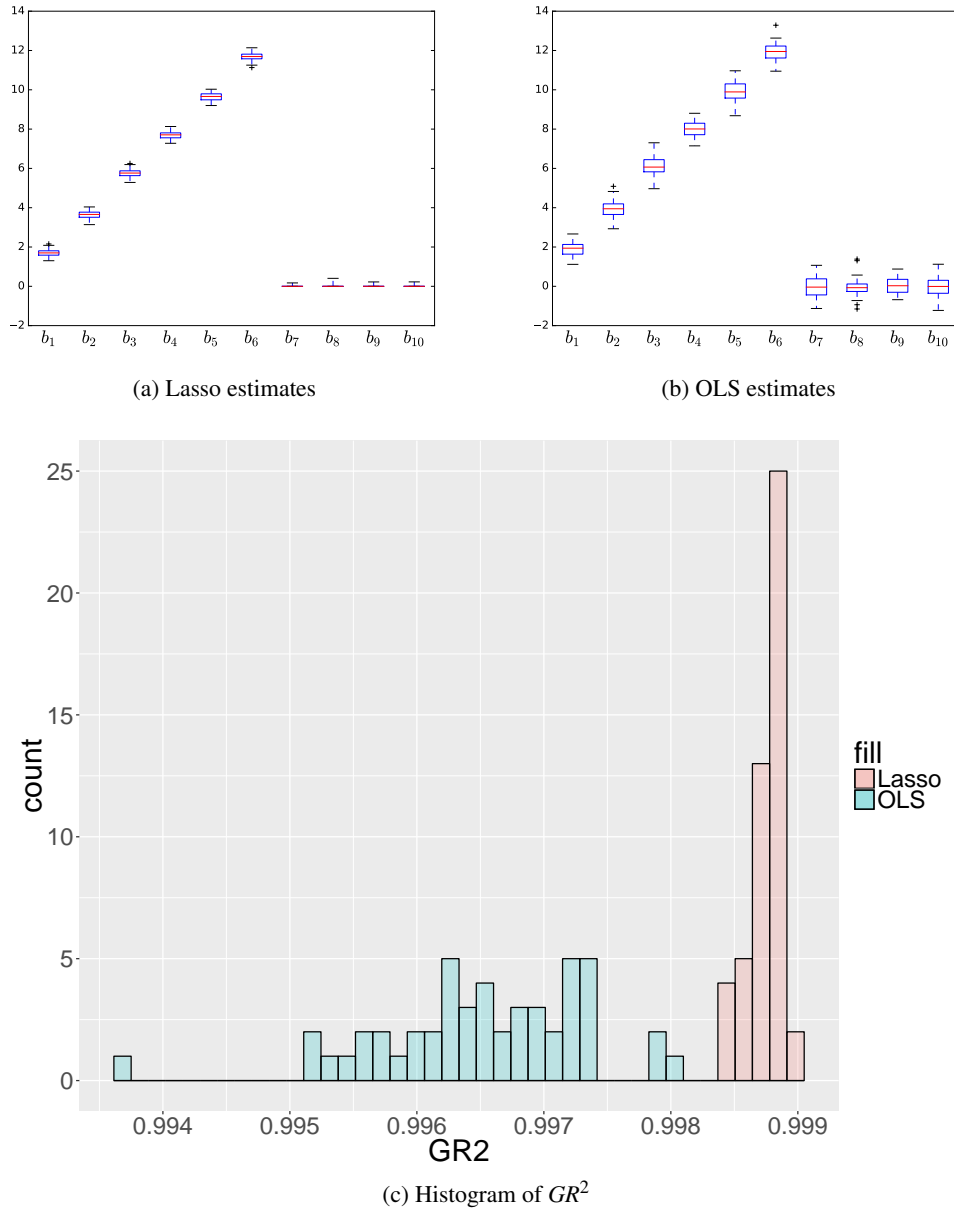 14
12
10
8
6
4
2
0
−2
b₁ b₂ b₃ b₄ b₅ b₆ b₇ b₈ b₉ b₁₀
(a) Lasso estimates
14
12
10
8
6
4
2
0
−2
b₁ b₂ b₃ b₄ b₅ b₆ b₇ b₈ b₉ b₁₀
(b) OLS estimates
25
20
15
10
5
0
count
0.994 0.995 0.996 0.997 0.998 0.999
GR2
fill
Lasso
OLS
(c) Histogram of GR²